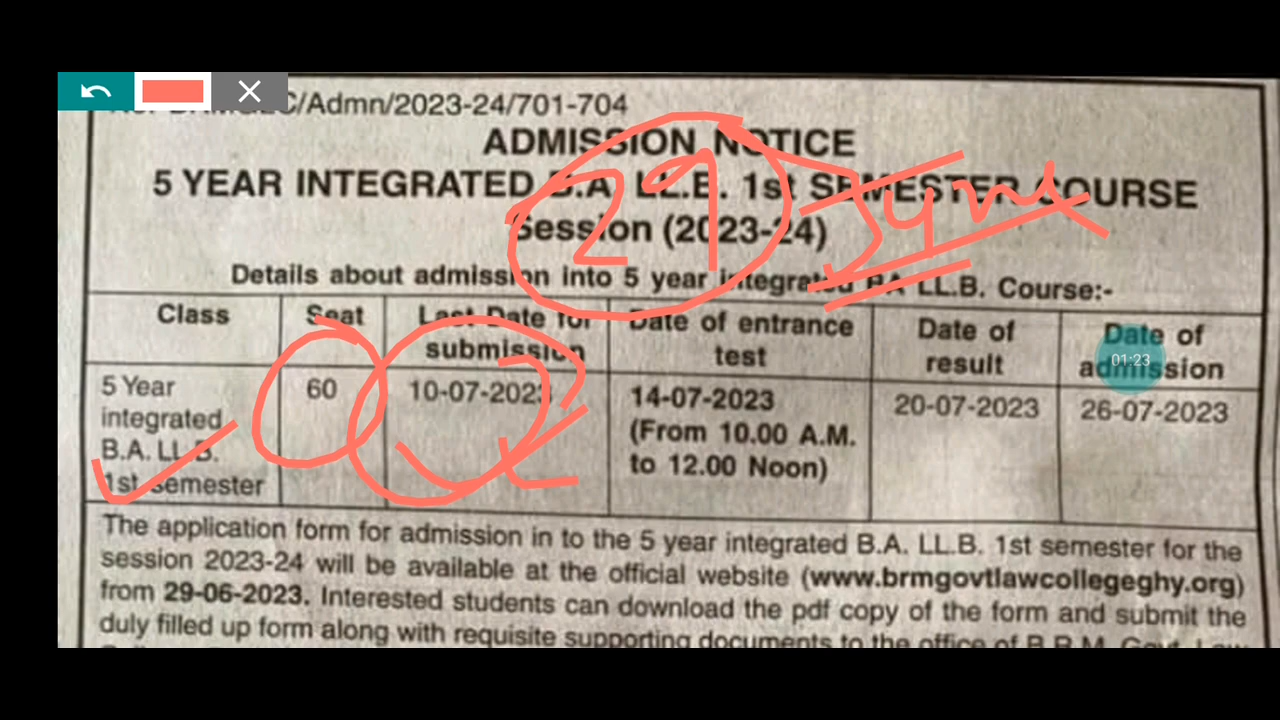 C/Admn/2023-24/701-704
ADMISSION NOTICE
5 YEAR INTEGRATED B.A. LL.B. 1st SEMESTER COURSE
Session (2023-24)
29 June
Details about admission into 5 year integrated BA LL.B. Course:-
Class Seat Last Date for submission Date of entrance test Date of result Date of admission
01:23
5 Year integrated B.A. LL.B. 1st semester 60 10-07-2023 14-07-2023 (From 10.00 A.M. to 12.00 Noon) 20-07-2023 26-07-2023
The application form for admission in to the 5 year integrated B.A. LL.B. 1st semester for the
session 2023-24 will be available at the official website (www.brmgovtlawcollegeghy.org)
from 29-06-2023. Interested students can download the pdf copy of the form and submit the
duly filled up form along with requisite supporting documents to the office of B.R.M. Govt. Law